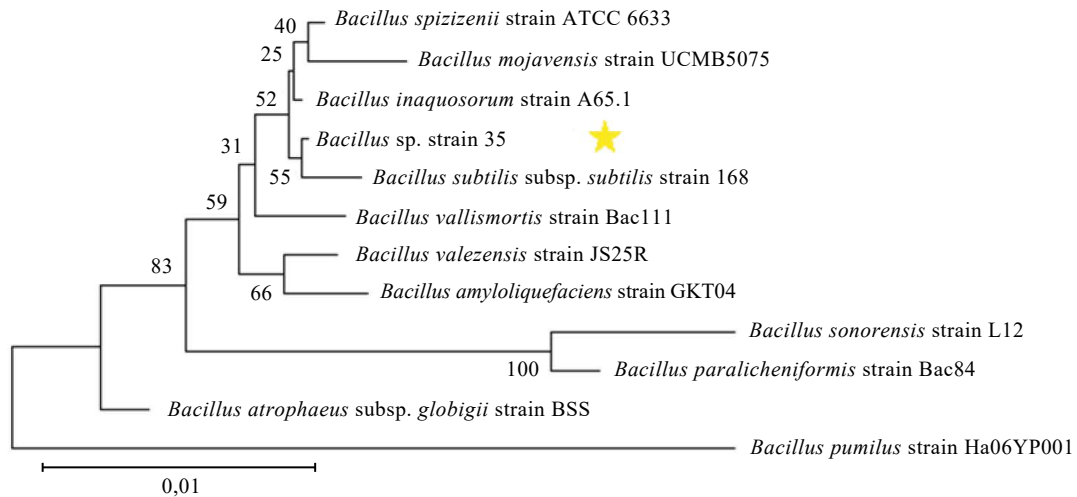 40
Bacillus spizizenii strain ATCC 6633
25
Bacillus mojavensis strain UCMB5075
52
Bacillus inaquosorum strain A65.1
31
Bacillus sp. strain 35
55
Bacillus subtilis subsp. subtilis strain 168
59
Bacillus vallismortis strain Bac111
83
Bacillus valezensis strain JS25R
66
Bacillus amyloliquefaciens strain GKT04
Bacillus sonorensis strain L12
100
Bacillus paralicheniformis strain Bac84
Bacillus atrophaeus subsp. globigii strain BSS
Bacillus pumilus strain Ha06YP001
0,01